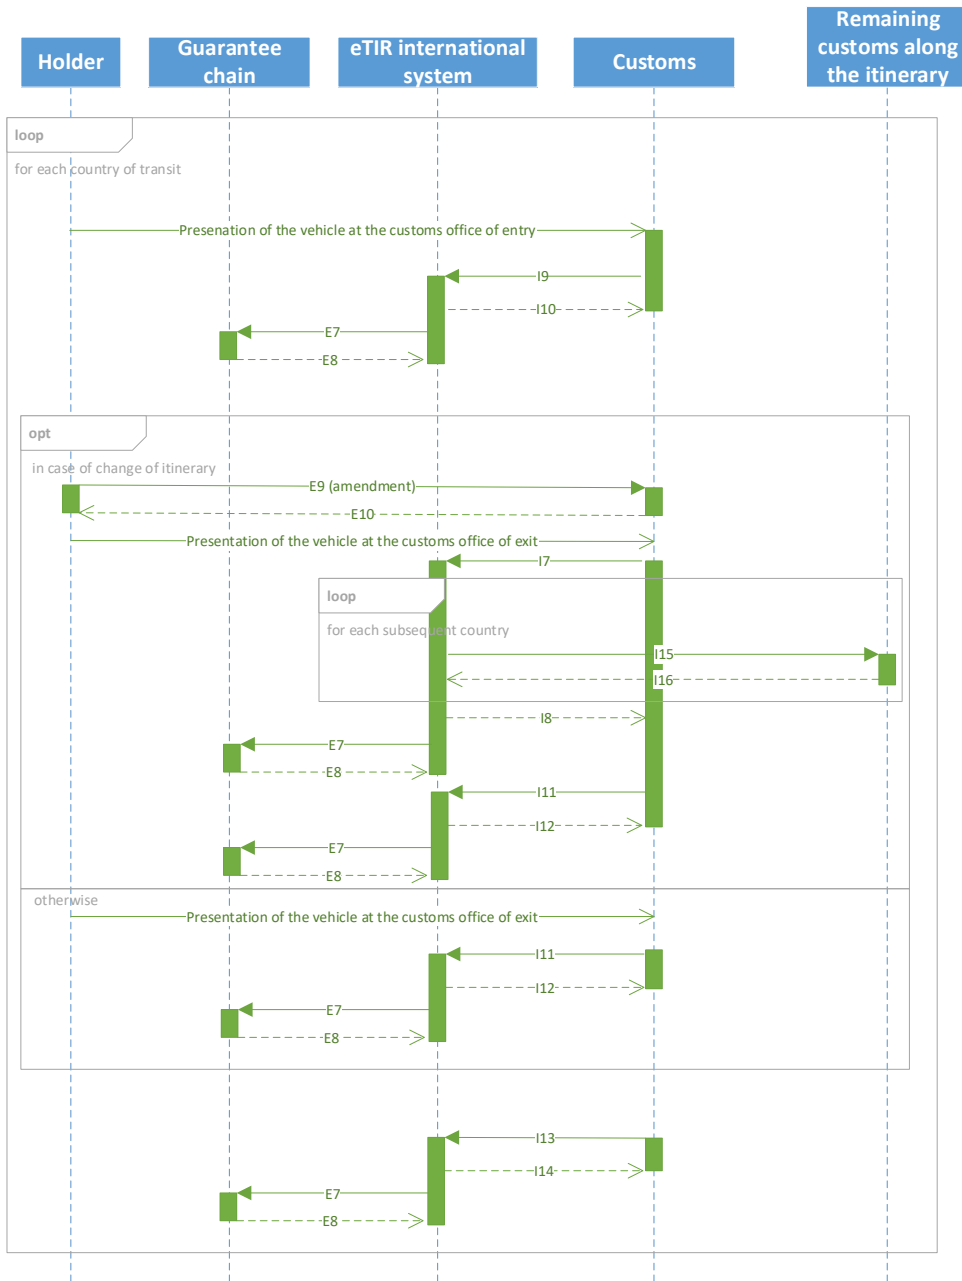 Holder
Guarantee
chain
eTIR international
system
Customs
Remaining
customs along
the itinerary
loop
for each country of transit
Presenation of the vehicle at the customs office of entry
I9
I10
E7
E8
opt
in case of change of itinerary
E9 (amendment)
E10
Presentation of the vehicle at the customs office of exit
I7
loop
for each subsequent country
I15
I16
I8
E7
E8
I11
I12
E7
E8
otherwise
Presentation of the vehicle at the customs office of exit
I11
I12
E7
E8
I13
I14
E7
E8